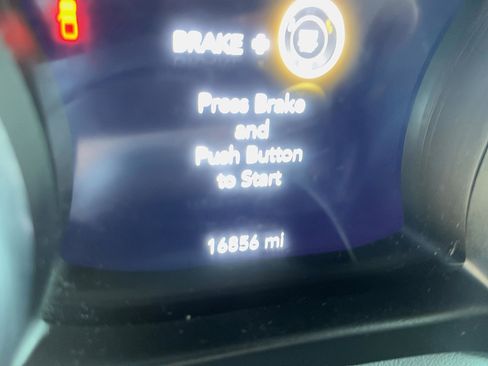 BRAKE +
Press Brake
and
Push Button
to Start
16856 mi